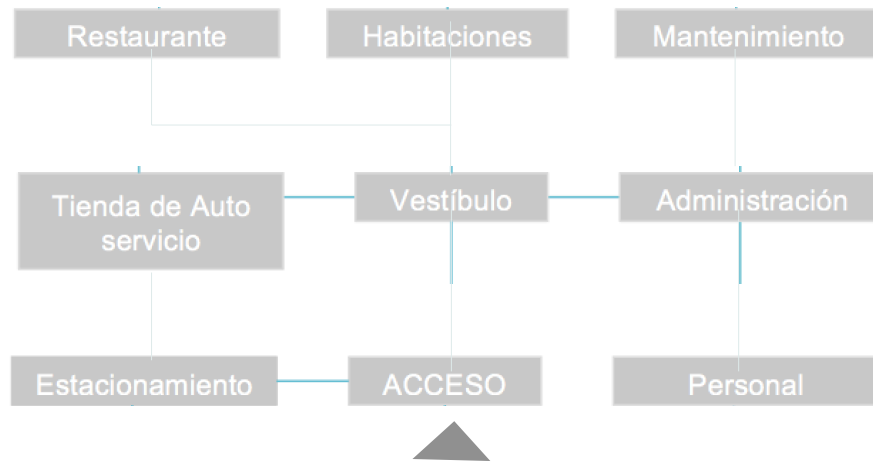 Restaurante
Habitaciones
Mantenimiento
Tienda de Auto
servicio
Vestíbulo
Administración
Estacionamiento
ACCESO
Personal